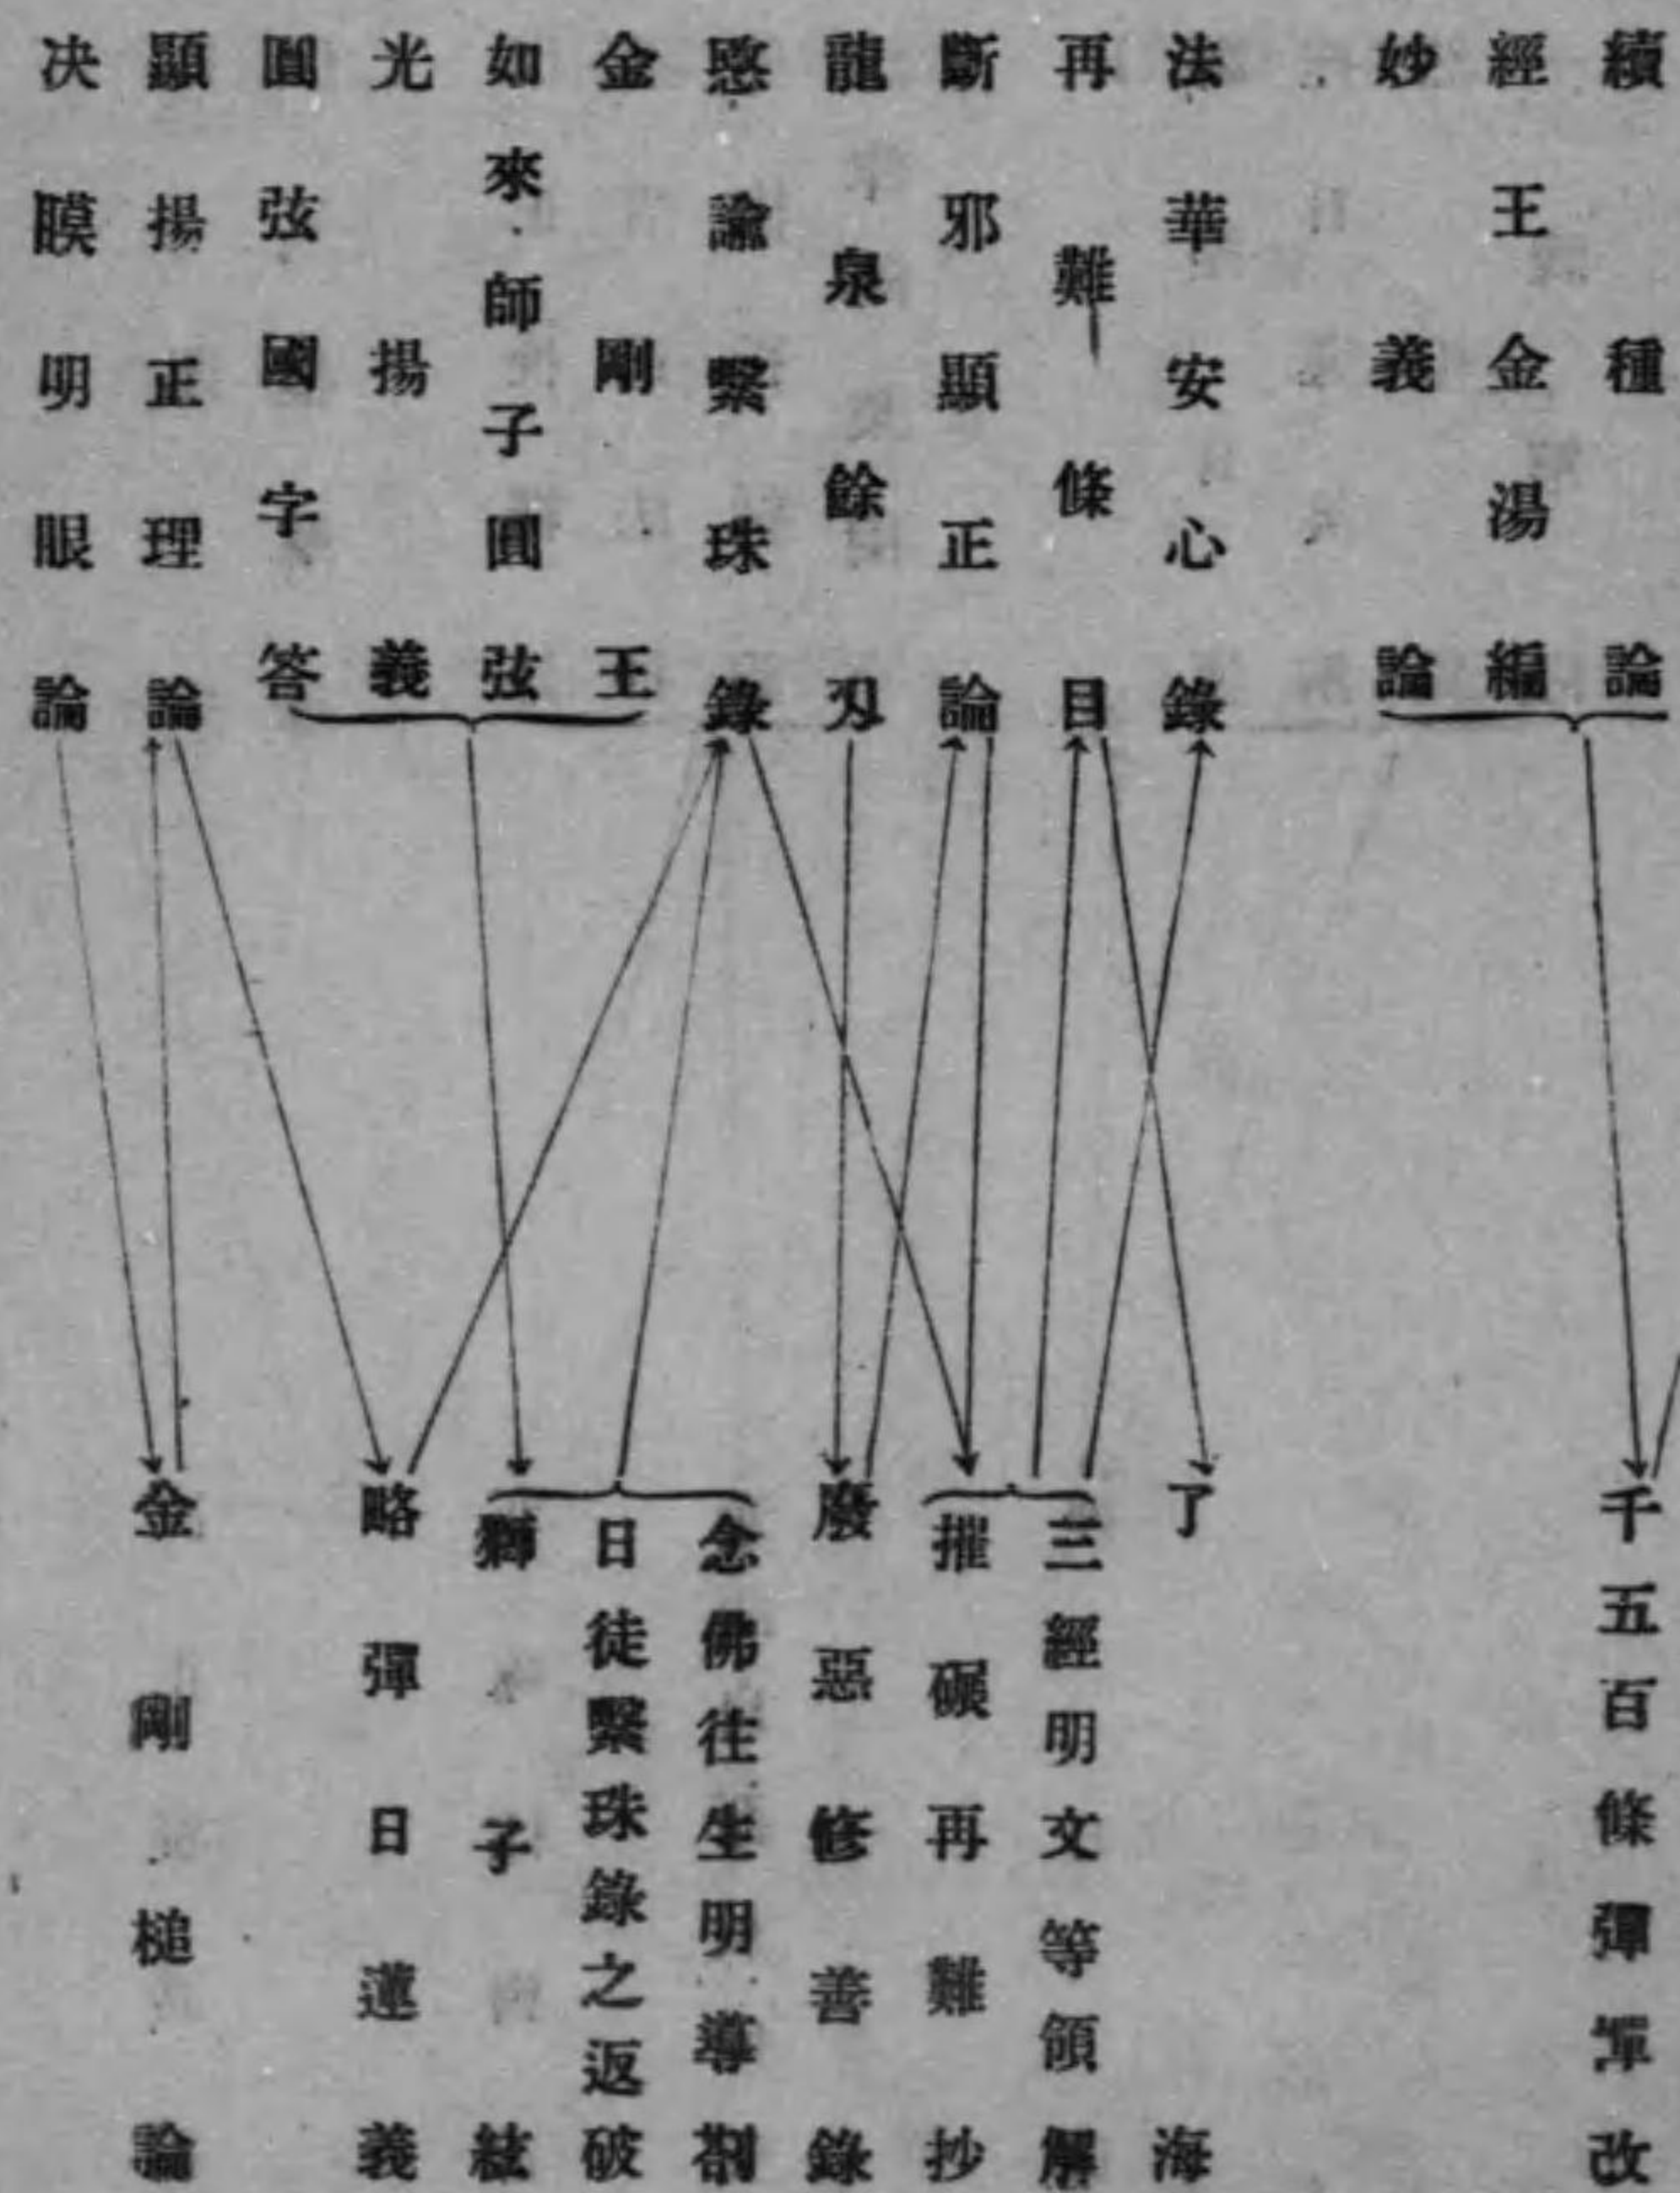 續種論
經王金湯編
妙義論
法華安心錄
再難條目
斷邪顯正論
龍泉餘刄
愍諭繫珠錄
金剛王
如來師子圓弦
光揚義
圓弦國字答
顯揚正理論
決膜明眼論
千五百條彈憚改
了海
三經明文等領解
摧碾再難抄
廢惡修善錄
念佛往生明導剳
日徒繫珠錄之返破
獅子絃
略彈日蓮義
金剛槌論